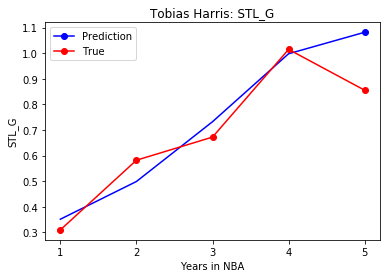 Tobias Harris: STL_G
Prediction
True
STL_G
1.1
1.0
0.9
0.8
0.7
0.6
0.5
0.4
0.3
1 2 3 4 5
Years in NBA